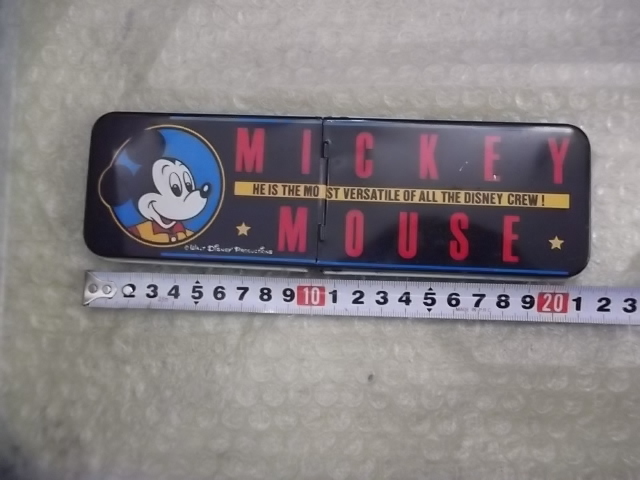 MICKEY
HE IS THE MOST VERSATILE OF ALL THE DISNEY CREW!
MOUSE
© WALT DISNEY PRODUCTIONS
2 3 4 5 6 7 8 9 10 1 2 3 4 5 6 7 8 9 20 1 2 3